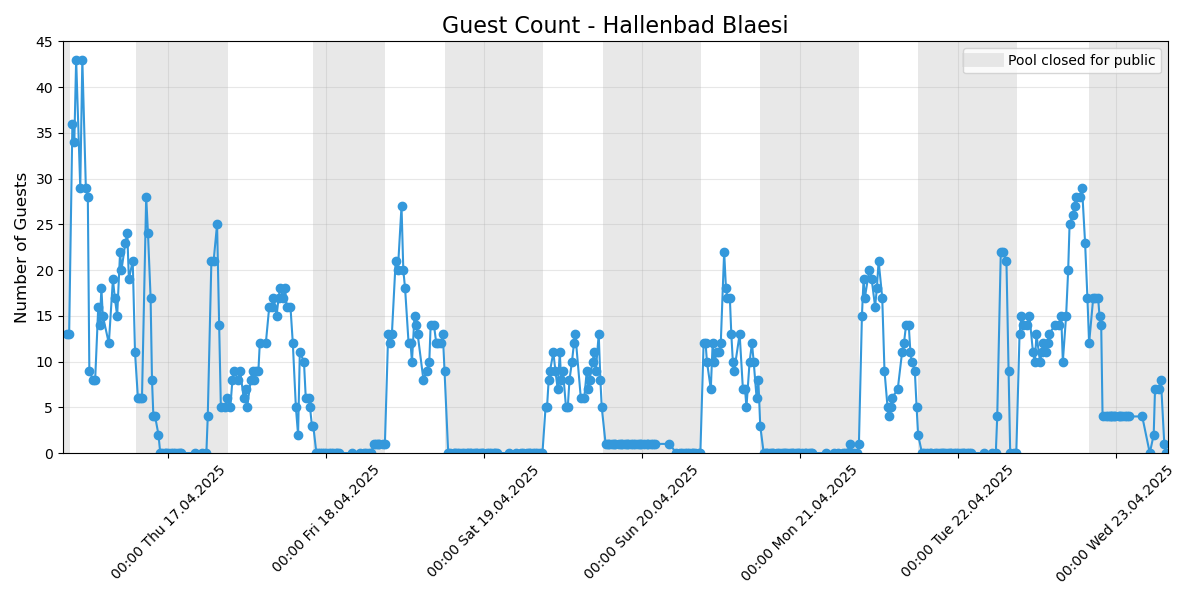 Guest Count - Hallenbad Blaesi
Pool closed for public
Number of Guests
45
40
35
30
25
20
15
10
5
0
00:00 Thu 17.04.2025
00:00 Fri 18.04.2025
00:00 Sat 19.04.2025
00:00 Sun 20.04.2025
00:00 Mon 21.04.2025
00:00 Tue 22.04.2025
00:00 Wed 23.04.2025